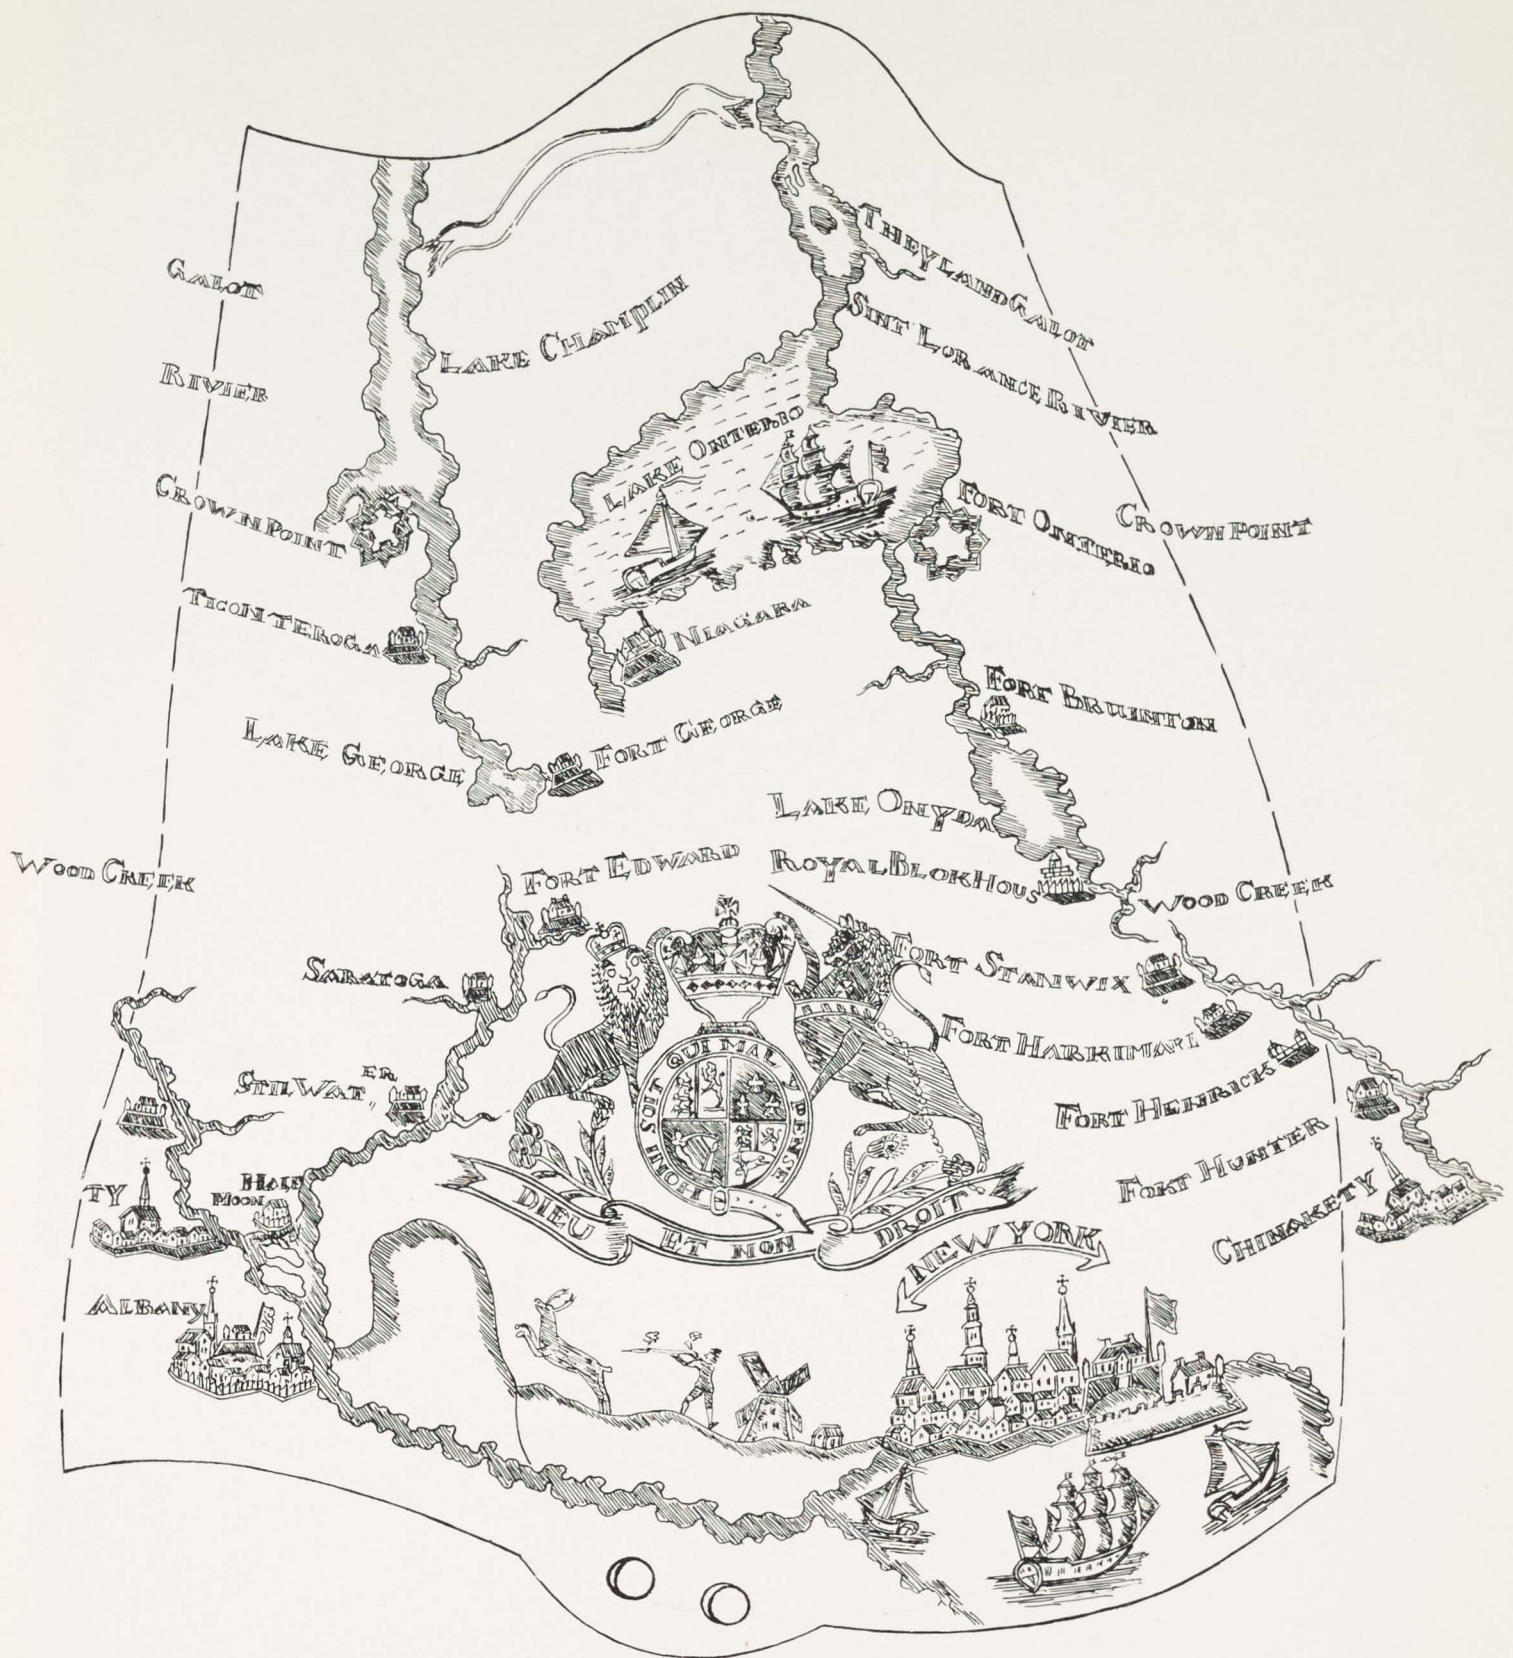 THEYLANDGALOT
GALOT
LAKE CHAMPLIN
SINT LORANCE RIVIER
RIVIER
LAKE ONTERIO
CROWN POINT
FORT ONTERIO
CROWN POINT
TICONTEROGA
NIAGARA
FORT BRUINTON
LAKE GEORGE
FORT GEORGE
LAKE ONYDA
WOOD CREEK
FORT EDWARD
ROYAL BLOKHOUS
WOOD CREEK
SARATOGA
FORT STANWIX
FORT HARKIMAN
STILWATER
FORT HENRICK
HONI SOIT QUI MAL Y PENSE
TY
HALF
MOON
FORT HUNTER
DIEU ET MON DROIT
CHINAKETY
NEW YORK
ALBANY